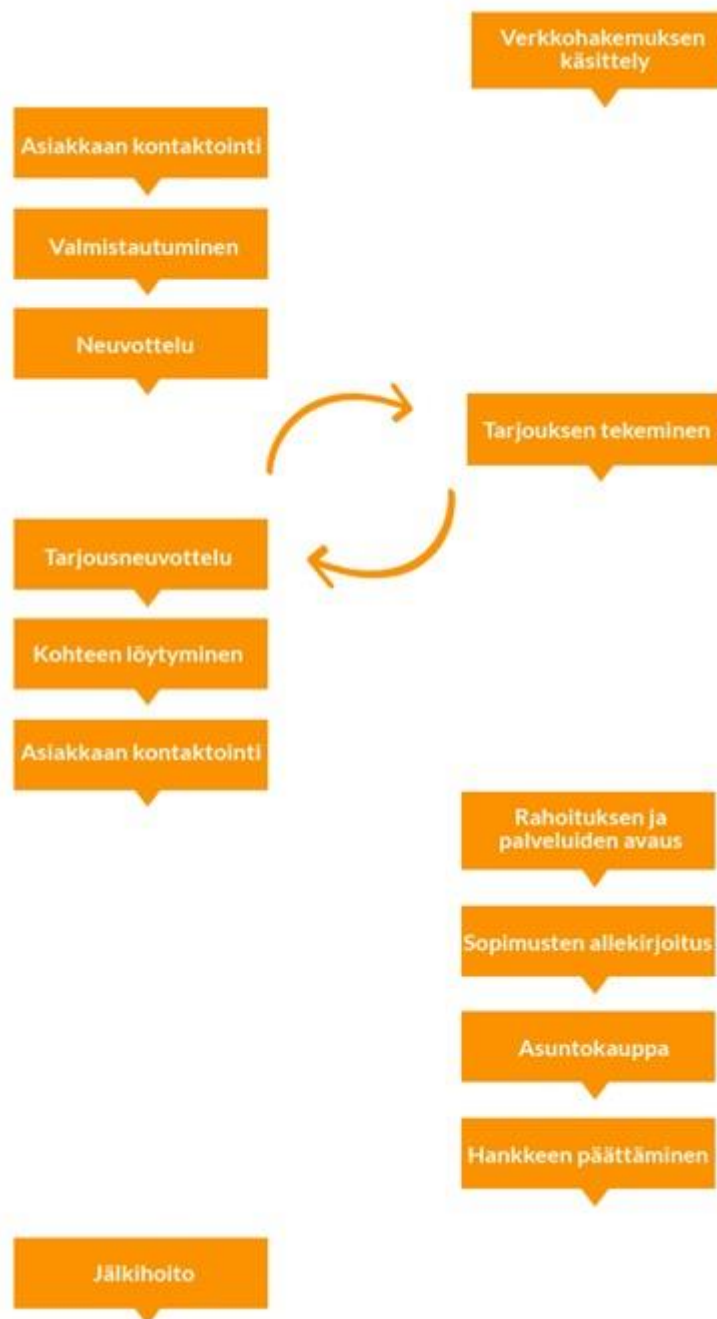 Verkkohakemuksen
käsittely
Asiakkaan kontaktointi
Valmistautuminen
Neuvottelu
Tarjouksen tekeminen
Tarjousneuvottelu
Kohteen löytyminen
Asiakkaan kontaktointi
Rahoituksen ja
palveluiden avaus
Sopimusten allekirjoitus
Asuntokauppa
Hankkeen päättäminen
Jälkihoito